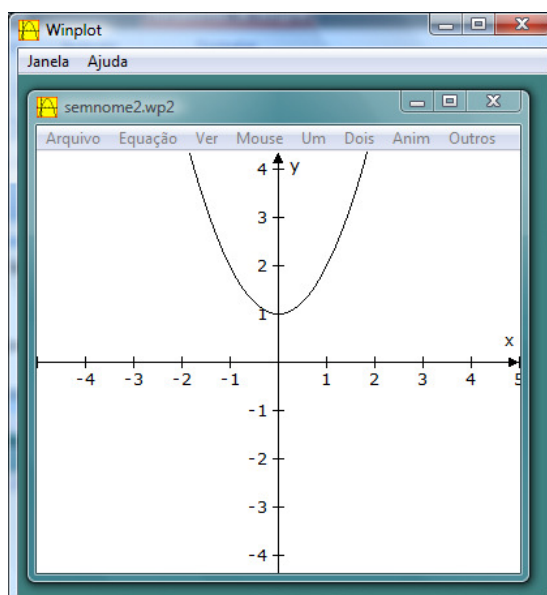 Winplot
Janela Ajuda
semnome2.wp2
Arquivo Equação Ver Mouse Um Dois Anim Outros
4 y
3
2
1
x
-4 -3 -2 -1 1 2 3 4 5
-1
-2
-3
-4